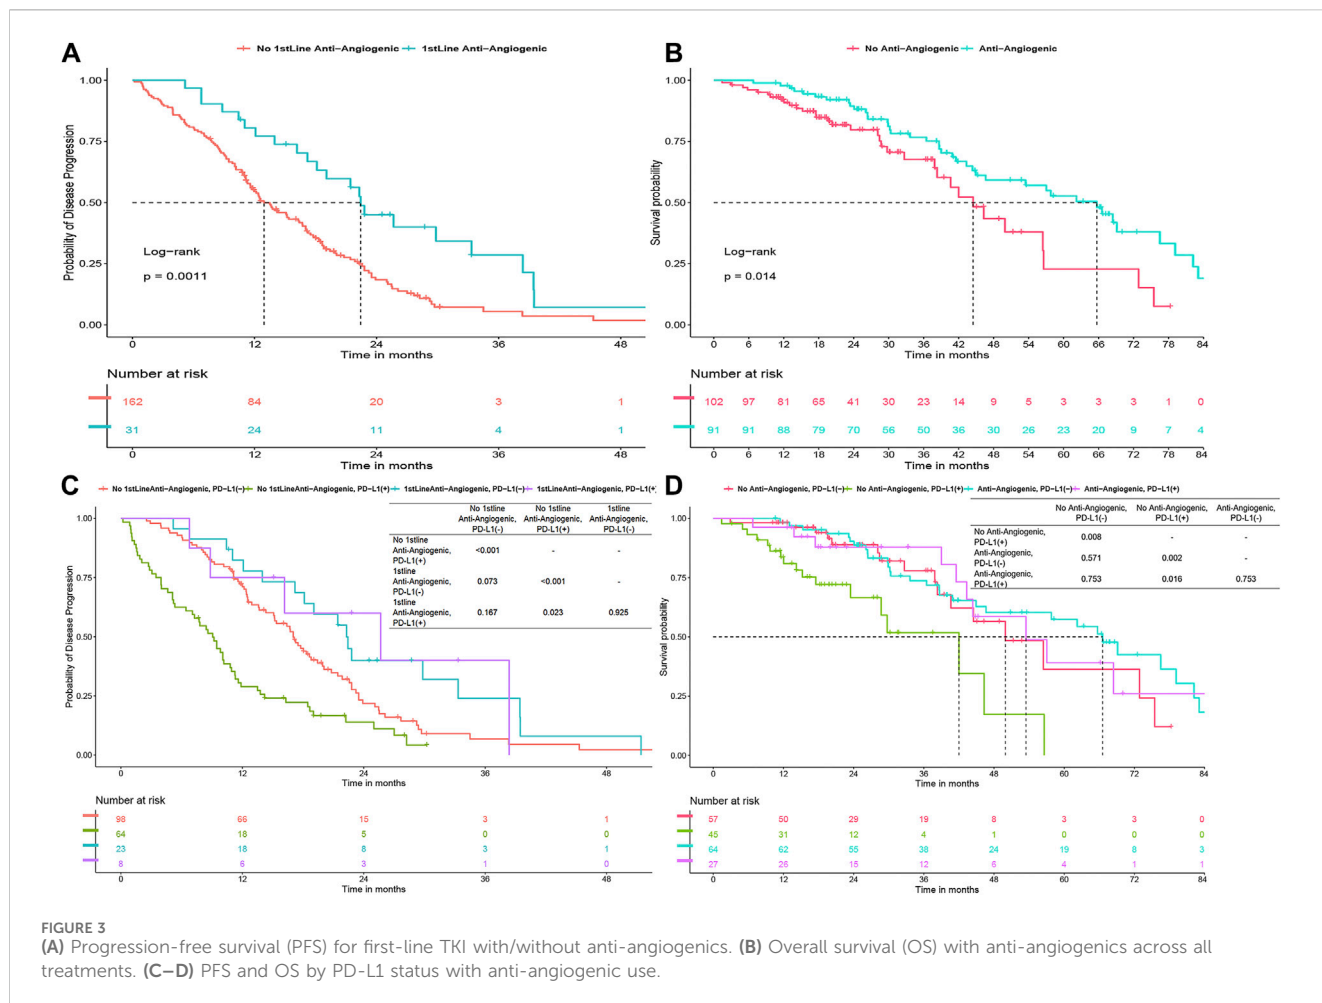 A
No 1stLine Anti-Angiogenic 1stLine Anti-Angiogenic
Probability of Disease Progression
1.00
0.75
0.50
0.25
0.00
Log-rank
p = 0.0011
0 12 24 36 48
Time in months
Number at risk
162 84 20 3 1
31 24 11 4 1
0 12 24 36 48
Time in months
B
No Anti-Angiogenic Anti-Angiogenic
Survival probability
1.00
0.75
0.50
0.25
0.00
Log-rank
p = 0.014
0 6 12 18 24 30 36 42 48 54 60 66 72 78 84
Time in months
Number at risk
102 97 81 65 41 30 23 14 9 5 3 3 3 1 0
91 91 88 79 70 56 50 36 30 26 23 20 9 7 4
0 6 12 18 24 30 36 42 48 54 60 66 72 78 84
Time in months
C
No 1stLineAnti-Angiogenic, PD-L1(-) No 1stLineAnti-Angiogenic, PD-L1(+) 1stLineAnti-Angiogenic, PD-L1(-) 1stLineAnti-Angiogenic, PD-L1(+)
Probability of Disease Progression
1.00
0.75
0.50
0.25
0.00
No 1stline No 1stline 1stline
Anti-Angiogenic, Anti-Angiogenic, Anti-Angiogenic,
PD-L1(-) PD-L1(+) PD-L1(-)
No 1stline
Anti-Angiogenic, <0.001 - -
PD-L1(+)
1stline
Anti-Angiogenic, 0.073 <0.001 -
PD-L1(-)
1stline
Anti-Angiogenic, 0.167 0.023 0.925
PD-L1(+)
0 12 24 36 48
Time in months
Number at risk
98 66 15 3 1
64 18 5 0 0
23 18 8 3 1
8 6 3 1 0
0 12 24 36 48
Time in months
D
No Anti-Angiogenic, PD-L1(-) No Anti-Angiogenic, PD-L1(+) Anti-Angiogenic, PD-L1(-) Anti-Angiogenic, PD-L1(+)
Survival probability
1.00
0.75
0.50
0.25
0.00
No Anti-Angiogenic, No Anti-Angiogenic, Anti-Angiogenic,
PD-L1(-) PD-L1(+) PD-L1(-)
No Anti-Angiogenic, 0.008 - -
PD-L1(+)
Anti-Angiogenic, 0.571 0.002 -
PD-L1(-)
Anti-Angiogenic, 0.753 0.016 0.753
PD-L1(+)
0 12 24 36 48 60 72 84
Time in months
Number at risk
57 50 29 19 8 3 3 0
45 31 12 4 1 0 0 0
64 62 55 38 24 19 8 3
27 26 15 12 6 4 1 1
0 12 24 36 48 60 72 84
Time in months
FIGURE 3
(A) Progression-free survival (PFS) for first-line TKI with/without anti-angiogenics. (B) Overall survival (OS) with anti-angiogenics across all
treatments. (C–D) PFS and OS by PD-L1 status with anti-angiogenic use.